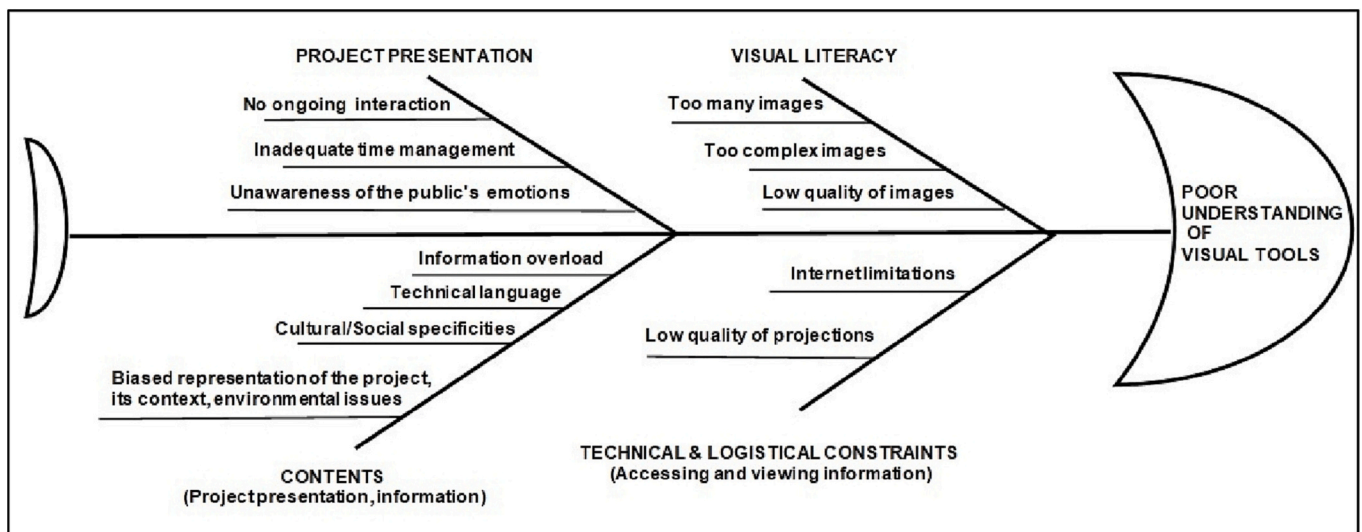 PROJECT PRESENTATION
No ongoing interaction
Inadequate time management
Unawareness of the public's emotions
VISUAL LITERACY
Too many images
Too complex images
Low quality of images
POOR
UNDERSTANDING
OF
VISUAL TOOLS
Information overload
Technical language
Cultural/Social specificities
Biased representation of the project,
its context, environmental issues
CONTENTS
(Project presentation, information)
Internet limitations
Low quality of projections
TECHNICAL & LOGISTICAL CONSTRAINTS
(Accessing and viewing information)